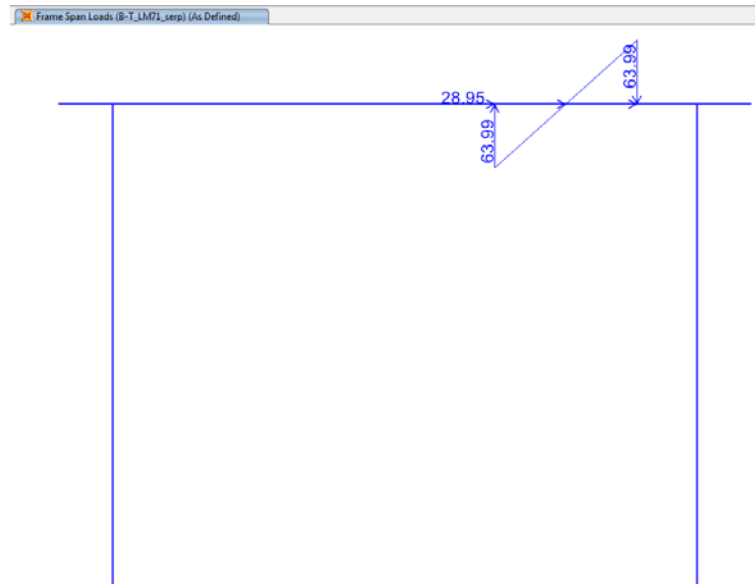 Frame Span Loads (B-T_LM71_serp) (As Defined)
63.99
28.95
63.99